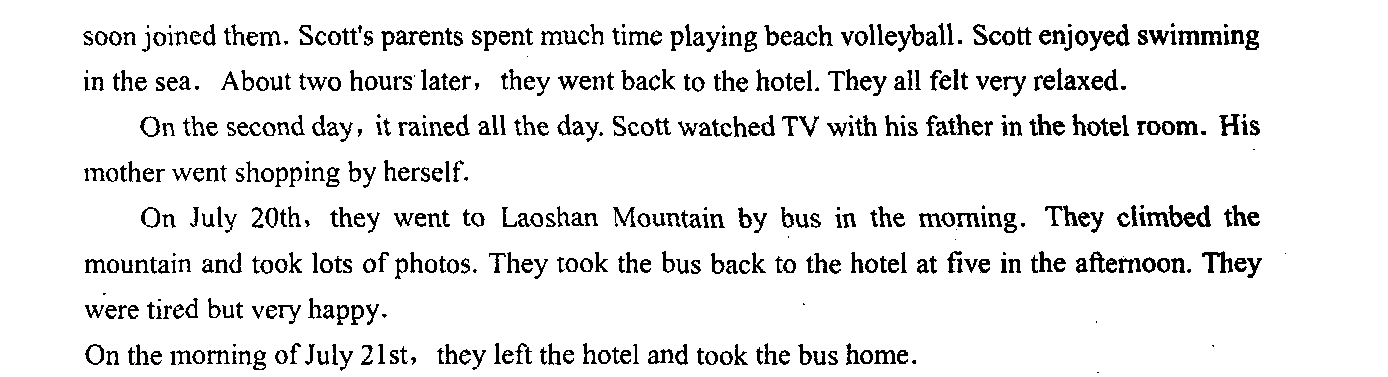 soon joined them. Scott's parents spent much time playing beach volleyball. Scott enjoyed swimming
in the sea. About two hours later, they went back to the hotel. They all felt very relaxed.
On the second day, it rained all the day. Scott watched TV with his father in the hotel room. His
mother went shopping by herself.
On July 20th, they went to Laoshan Mountain by bus in the morning. They climbed the
mountain and took lots of photos. They took the bus back to the hotel at five in the afternoon. They
were tired but very happy.
On the morning of July 21st, they left the hotel and took the bus home.